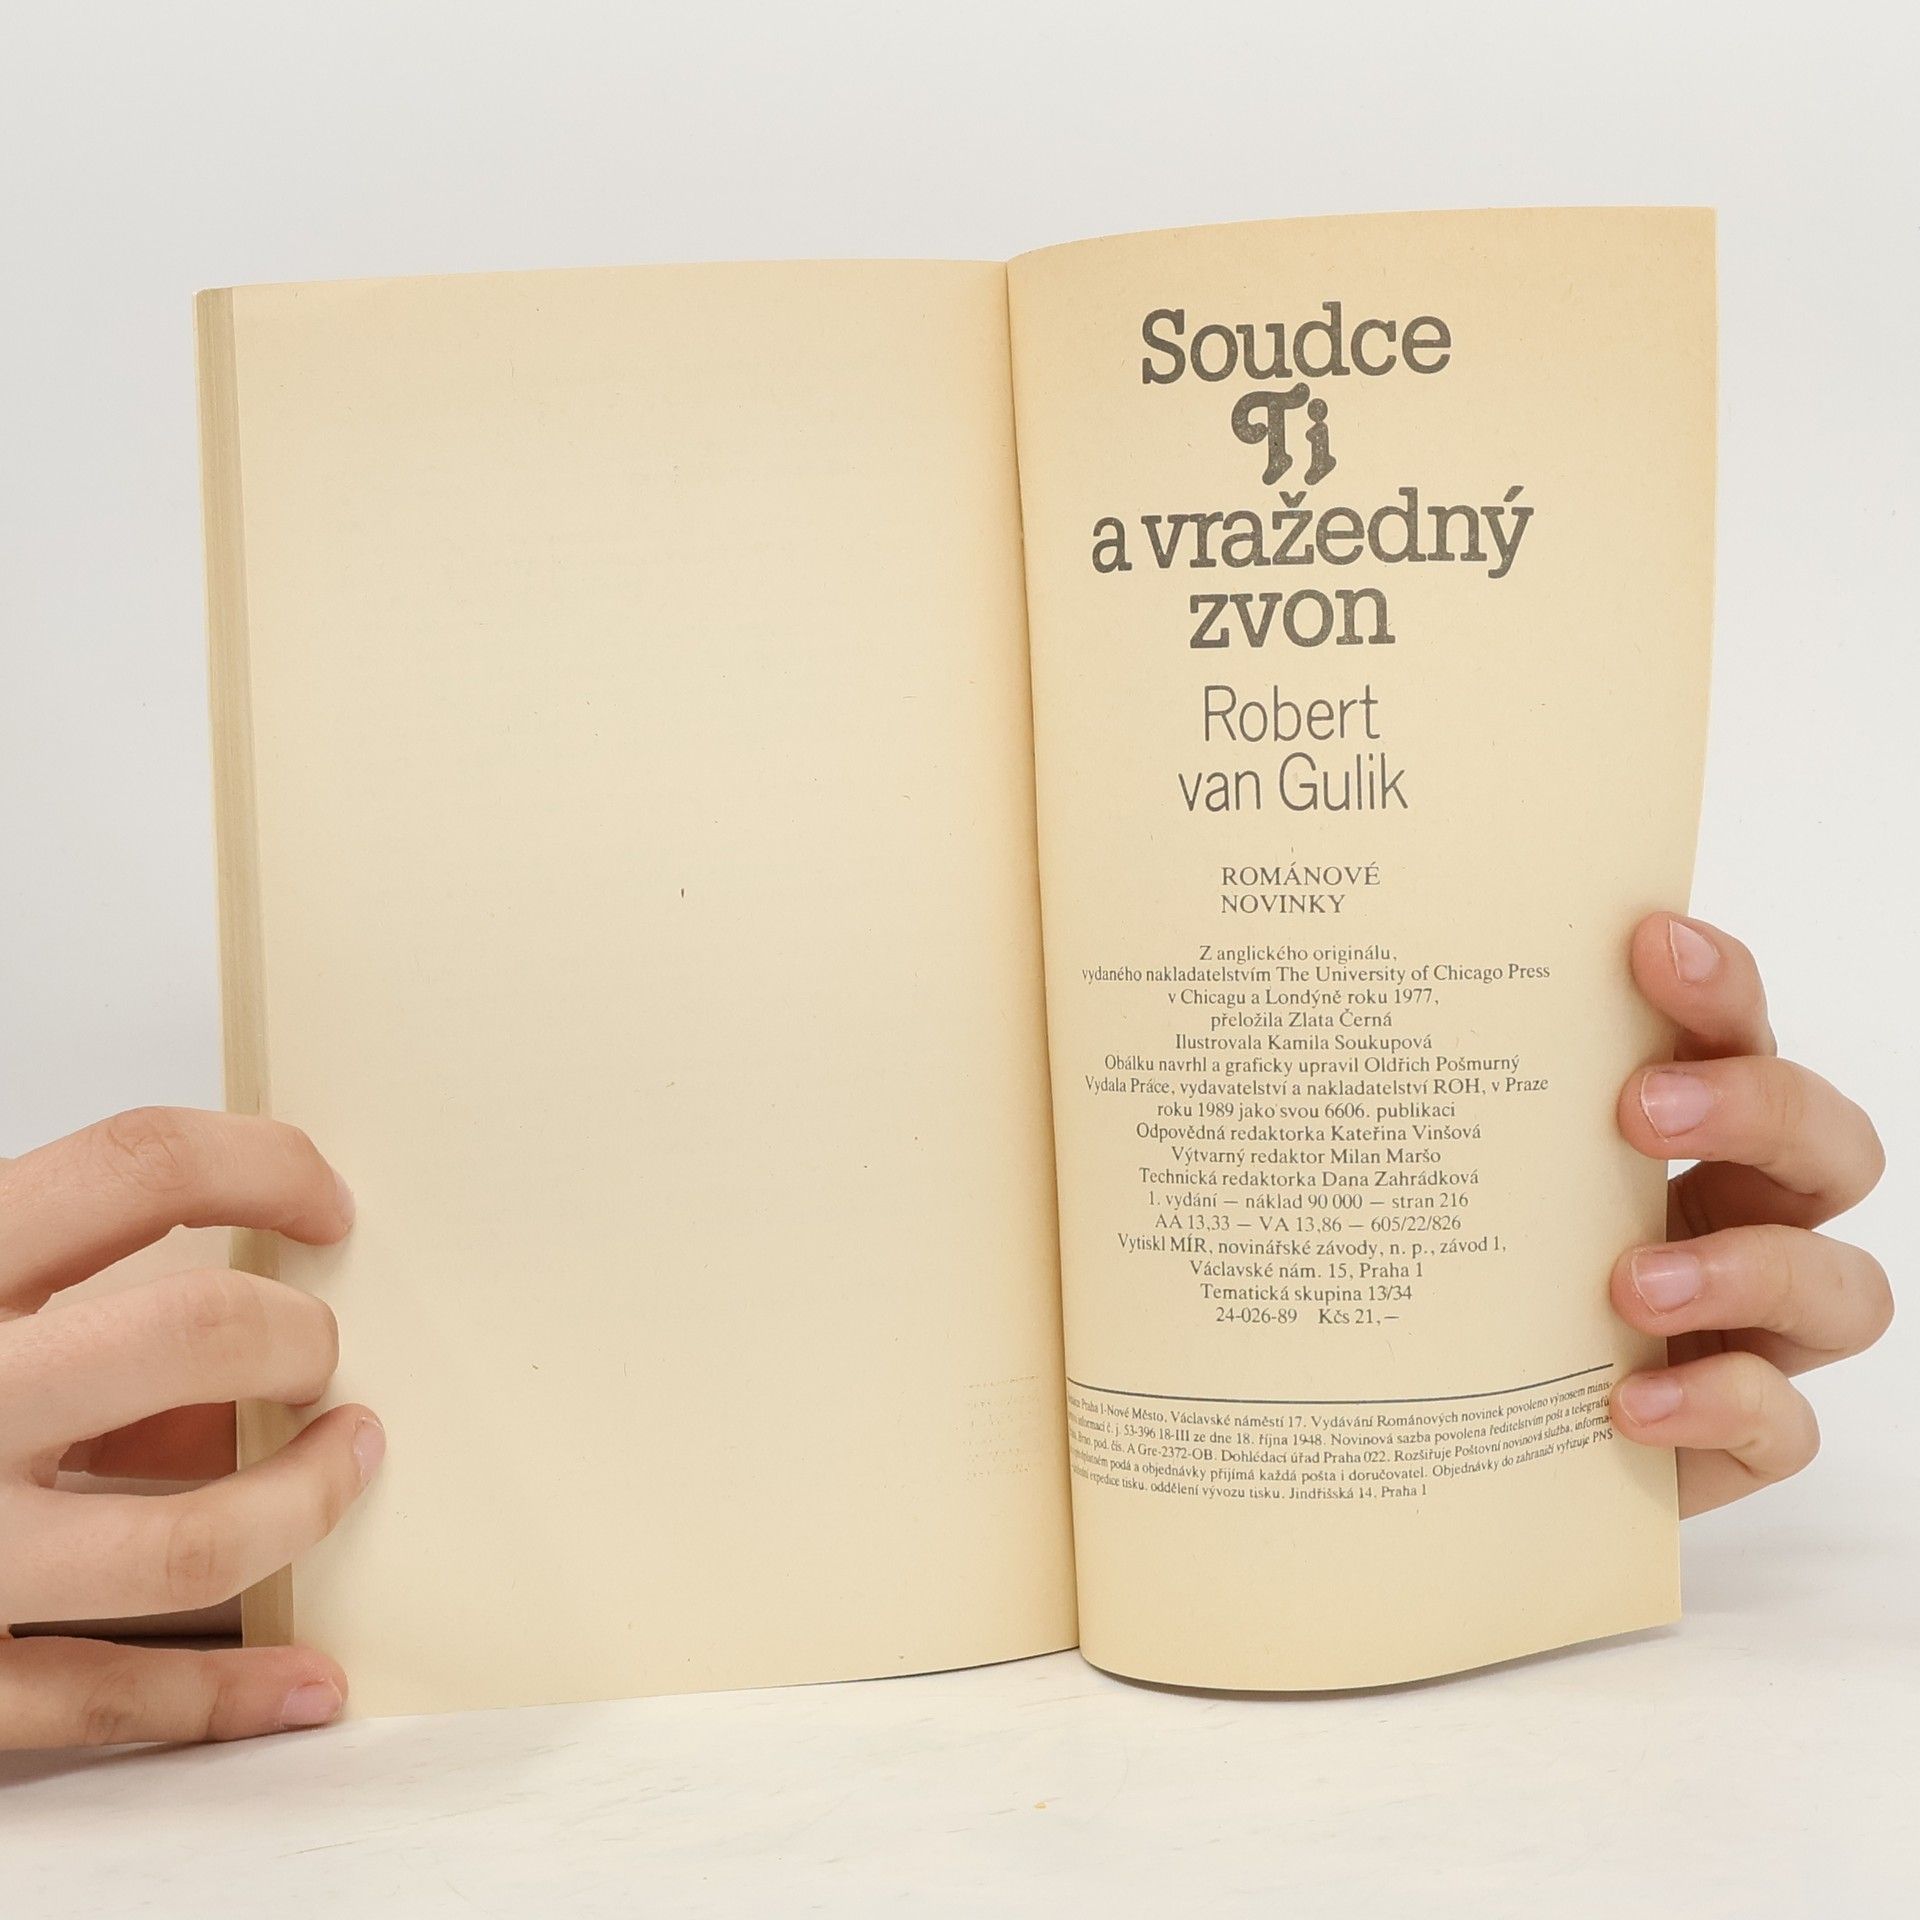 Soudce
Ti
a vražedný
zvon
Robert
van Gulik
ROMÁNOVÉ
NOVINKY
Z anglického originálu,
vydaného nakladatelstvím The University of Chicago Press
v Chicagu a Londýně roku 1977,
přeložila Zlata Černá
Ilustrovala Kamila Soukupová
Obálku navrhl a graficky upravil Oldřich Pošmurný
Vydala Práce, vydavatelství a nakladatelství ROH, v Praze
roku 1989 jako svou 6606. publikaci
Odpovědná redaktorka Kateřina Vinšová
Výtvarný redaktor Milan Maršo
Technická redaktorka Dana Zahrádková
1. vydání — náklad 90 000 — stran 216
AA 13,33 — VA 13,86 — 605/22/826
Vytiskl MÍR, novinářské závody, n. p., závod 1,
Václavské nám. 15, Praha 1
Tematická skupina 13/34
24-026-89 Kčs 21,—
Praha 1-Nové Město, Václavské náměstí 17. Vydávání Románových novinek povoleno výnosem minis-
informací č. j. 53-396 18-III ze dne 18. října 1948. Novinová sazba povolena ředitelstvím pošt a telegrafů
Brno, pod. čís. A Gre-2372-OB. Dohlédací úřad Praha 022. Rozšiřuje Poštovní novinová služba, informa-
podá a objednávky přijímá každá pošta i doručovatel. Objednávky do zahraničí vyřizuje PNS
expedice tisku, oddělení vývozu tisku, Jindřišská 14, Praha 1